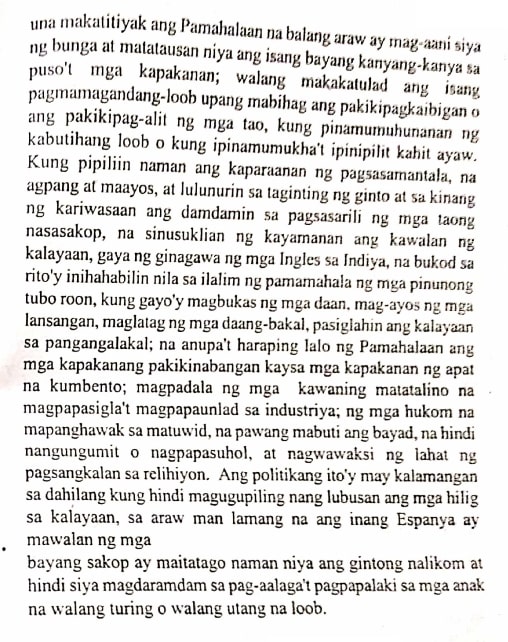 una makatitiyak ang Pamahalaan na balang araw ay mag-aani siya
ng bunga at matatausan niya ang isang bayang kanyang-kanya sa
puso't mga kapakanan; walang makakatulad ang isang
pagmamagandang-loob upang mabihag ang pakikipagkaibigan o
ang pakikipag-alit ng mga tao, kung pinamumuhunanan ng
kabutihang loob o kung ipinamumukha't ipinipilit kahit ayaw.
Kung pipiliin naman ang kaparaanan ng pagsasamantala, na
agpang at maayos, at lulunurin sa taginting ng ginto at sa kinang
ng kariwasaan ang damdamin sa pagsasarili ng mga taong
nasasakop, na sinusuklian ng kayamanan ang kawalan ng
kalayaan, gaya ng ginagawa ng mga Ingles sa Indiya, na bukod sa
rito'y inihahabilin nila sa ilalim ng pamamahala ng mga pinunong
tubo roon, kung gayo'y magbukas ng mga daan. mag-ayos ng mga
lansangan, maglatag ng mga daang-bakal, pasiglahin ang kalayaan
sa pangangalakal; na anupa't haraping lalo ng Pamahalaan ang
mga kapakanang pakikinabangan kaysa mga kapakanan ng apat
na kumbento; magpadala ng mga kawaning matatalino na
magpapasigla't magpapaunlad sa industriya; ng mga hukom na
mapanghawak sa matuwid, na pawang mabuti ang bayad, na hindi
nangungumit o nagpapasuhol, at nagwawaksi ng lahat ng
pagsangkalan sa relihiyon. Ang politikang ito'y may kalamangan
sa dahilang kung hindi magugupiling nang lubusan ang mga hilig
sa kalayaan, sa araw man lamang na ang inang Espanya ay
mawalan ng mga
bayang sakop ay maitatago naman niya ang gintong nalikom at
hindi siya magdaramdam sa pag-aalaga't pagpapalaki sa mga anak
na walang turing o walang utang na loob.